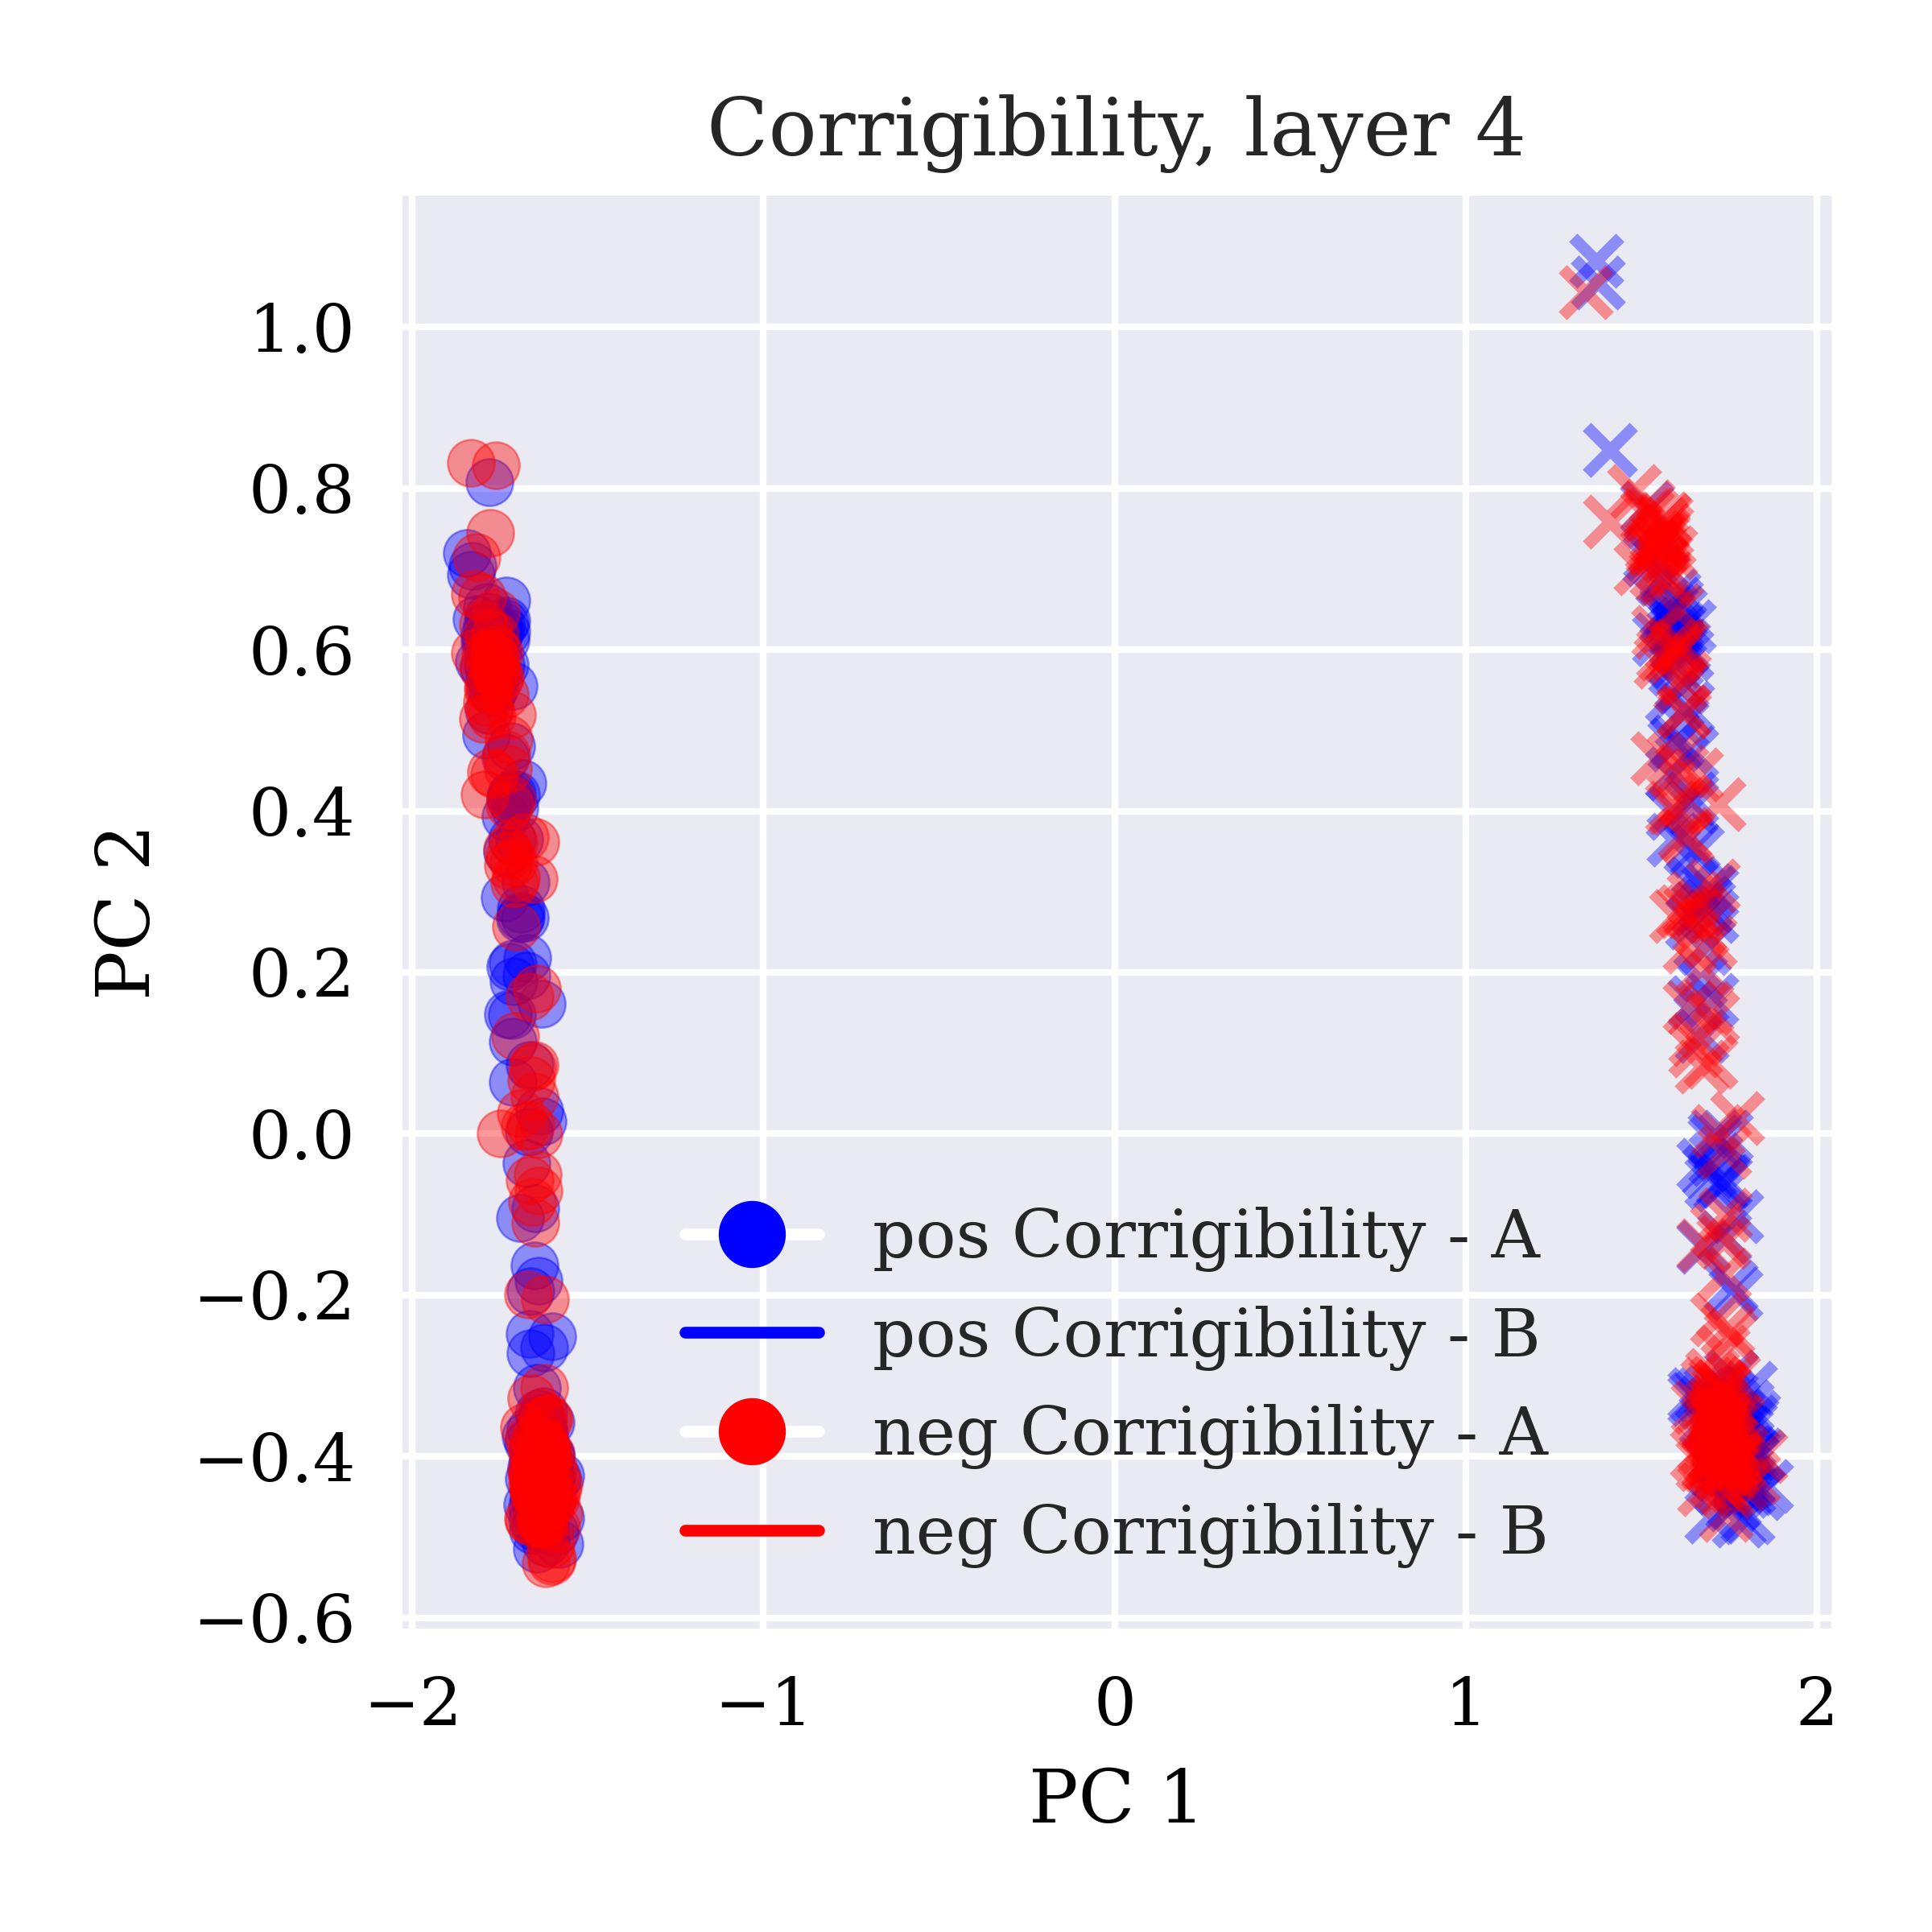 Corrigibility, layer 4
PC 2
1.0
0.8
0.6
0.4
0.2
0.0
−0.2
−0.4
−0.6
pos Corrigibility - A
pos Corrigibility - B
neg Corrigibility - A
neg Corrigibility - B
−2 −1 0 1 2
PC 1